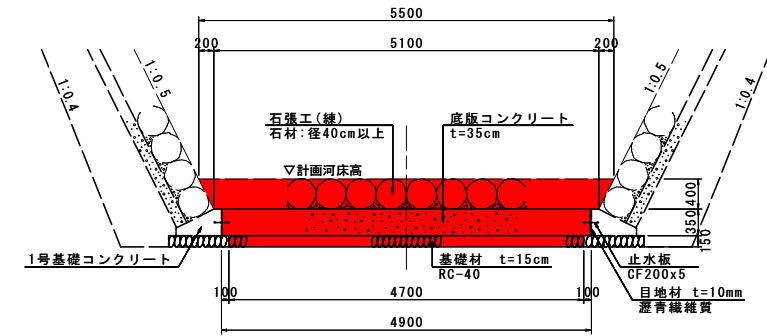 5500
200
5100
200
1:0.4
1:0.5
1:0.5
1:0.4
石張工(練)
石材:径40cm以上
底版コンクリート
t=35cm
▽計画河床高
400
350
150
1号基礎コンクリート
基礎材 t=15cm
RC-40
止水板
CF200x5
目地材 t=10mm
瀝青繊維質
100
4700
100
4900